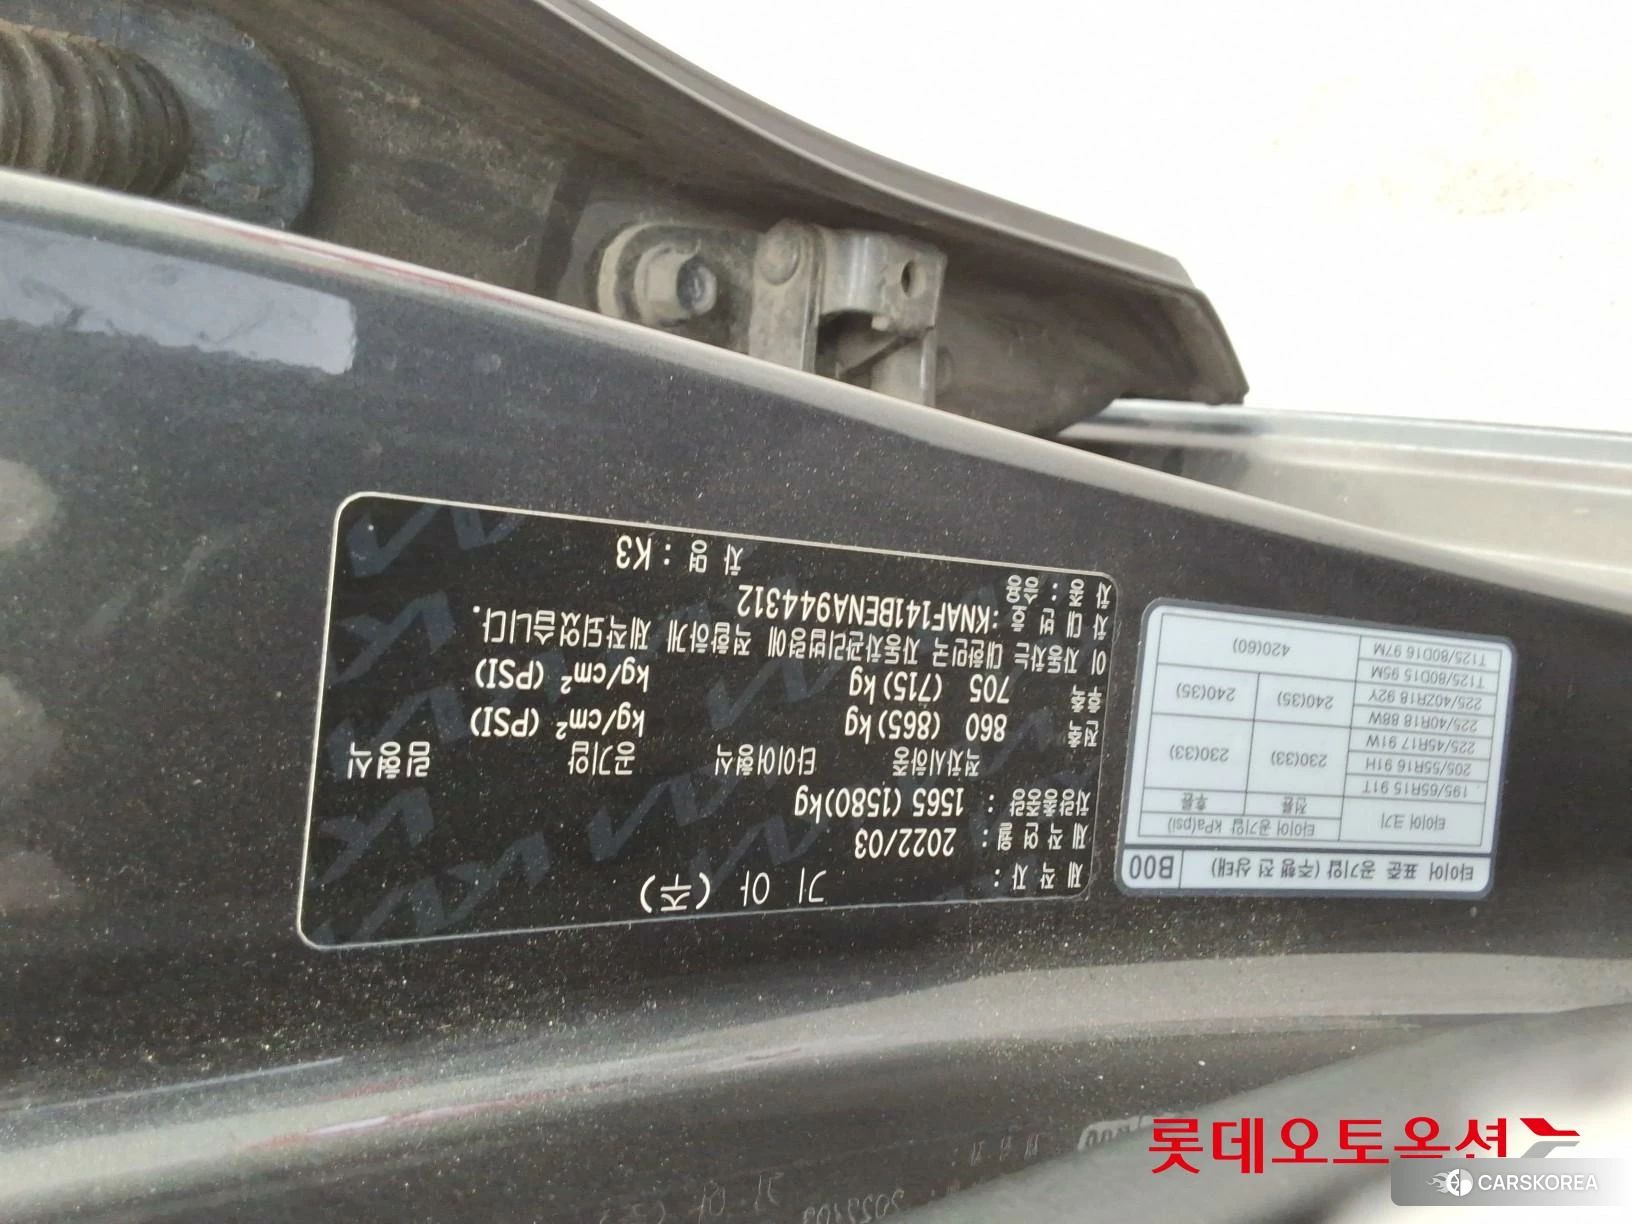 제 작 자 : 기 아 (주)
제 작 연 월 : 2022/03
차량총중량 : 1565 (1580)kg
적차시하중 타이어형식 공기압 림형식
전 축 860 (865)kg kg/cm² (PSI)
후 축 705 (715)kg kg/cm² (PSI)
이 자동차는 대한민국 자동차관리법령에 적합하게 제작되었습니다.
차 대 번 호 : KNAF141BENA944312
차 종 : 승용 차 명 : K3
타이어 표준 공기압 (주행 전 상태) B00
타이어 크기 타이어 공기압 kPa(psi)
전륜 후륜
195/65R15 91T
205/55R16 91H 230(33) 230(33)
225/45R17 91W
225/40R18 88W
225/40ZR18 92Y 240(35) 240(35)
T125/80D15 95M
T125/80D16 97M 420(60)
롯데오토옥션
CARSKOREA